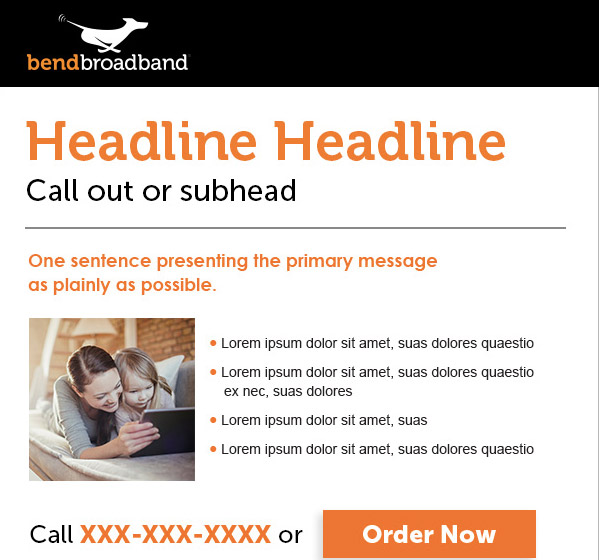 bendbroadband
Headline Headline
Call out or subhead
One sentence presenting the primary message
as plainly as possible.
• Lorem ipsum dolor sit amet, suas dolores quaestio
• Lorem ipsum dolor sit amet, suas dolores quaestio
ex nec, suas dolores
• Lorem ipsum dolor sit amet, suas
• Lorem ipsum dolor sit amet, suas dolores quaestio
Call XXX-XXX-XXXX or Order Now